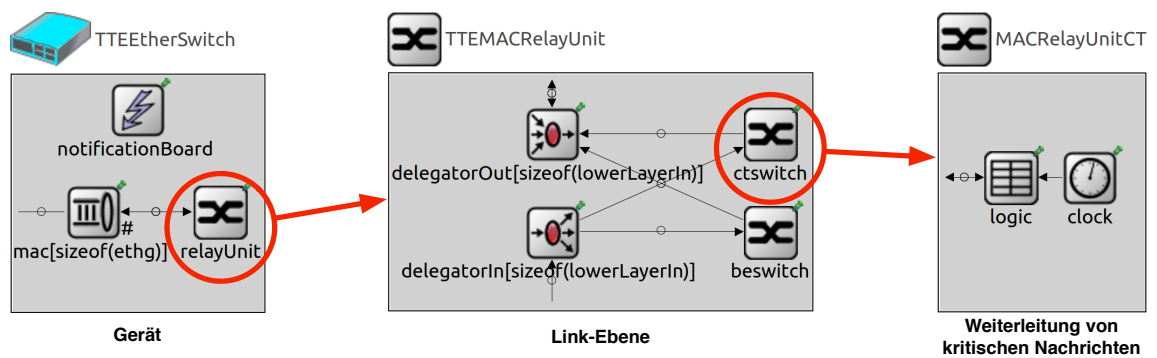 TTEEtherSwitch
notificationBoard
#
mac[sizeof(ethg)]
relayUnit
Gerät
TTEMACRelayUnit
delegatorOut[sizeof(lowerLayerIn)]
ctswitch
delegatorIn[sizeof(lowerLayerIn)]
beswitch
Link-Ebene
MACRelayUnitCT
logic
clock
Weiterleitung von
kritischen Nachrichten